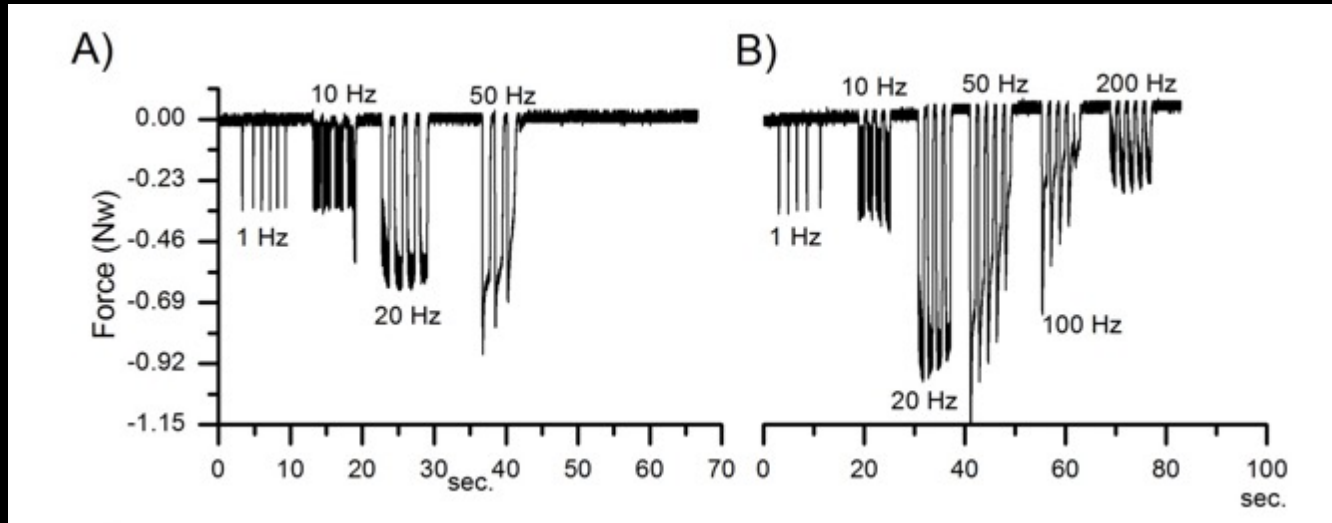 A)
B)
10 Hz
50 Hz
10 Hz
50 Hz
200 Hz
0.00
-0.23
-0.46
-0.69
-0.92
-1.15
Force (Nw)
1 Hz
20 Hz
1 Hz
20 Hz
100 Hz
0 10 20 30 40 50 60 70
sec.
0 20 40 60 80 100
sec.